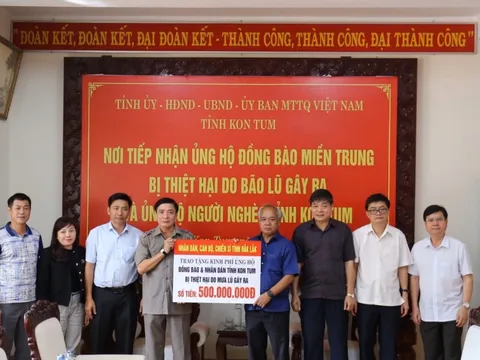 "ĐOÀN KẾT, ĐOÀN KẾT, ĐẠI ĐOÀN KẾT - THÀNH CÔNG, THÀNH CÔNG, ĐẠI THÀNH CÔNG"
TỈNH ỦY - HĐND - UBND - ỦY BAN MTTQ VIỆT NAM
TỈNH KON TUM
NƠI TIẾP NHẬN ỦNG HỘ ĐỒNG BÀO MIỀN TRUNG
BỊ THIỆT HẠI DO BÃO LŨ GÂY RA
VÀ ỦNG HỘ NGƯỜI NGHÈO TỈNH KON TUM
NHÂN DÂN, CÁN BỘ, CHIẾN SĨ TỈNH ĐẮK LẮK
TRAO TẶNG KINH PHÍ ỦNG HỘ
ĐỒNG BÀO & NHÂN DÂN TỈNH KON TUM
BỊ THIỆT HẠI DO MƯA LŨ GÂY RA
SỐ TIỀN: 500.000.000Đ